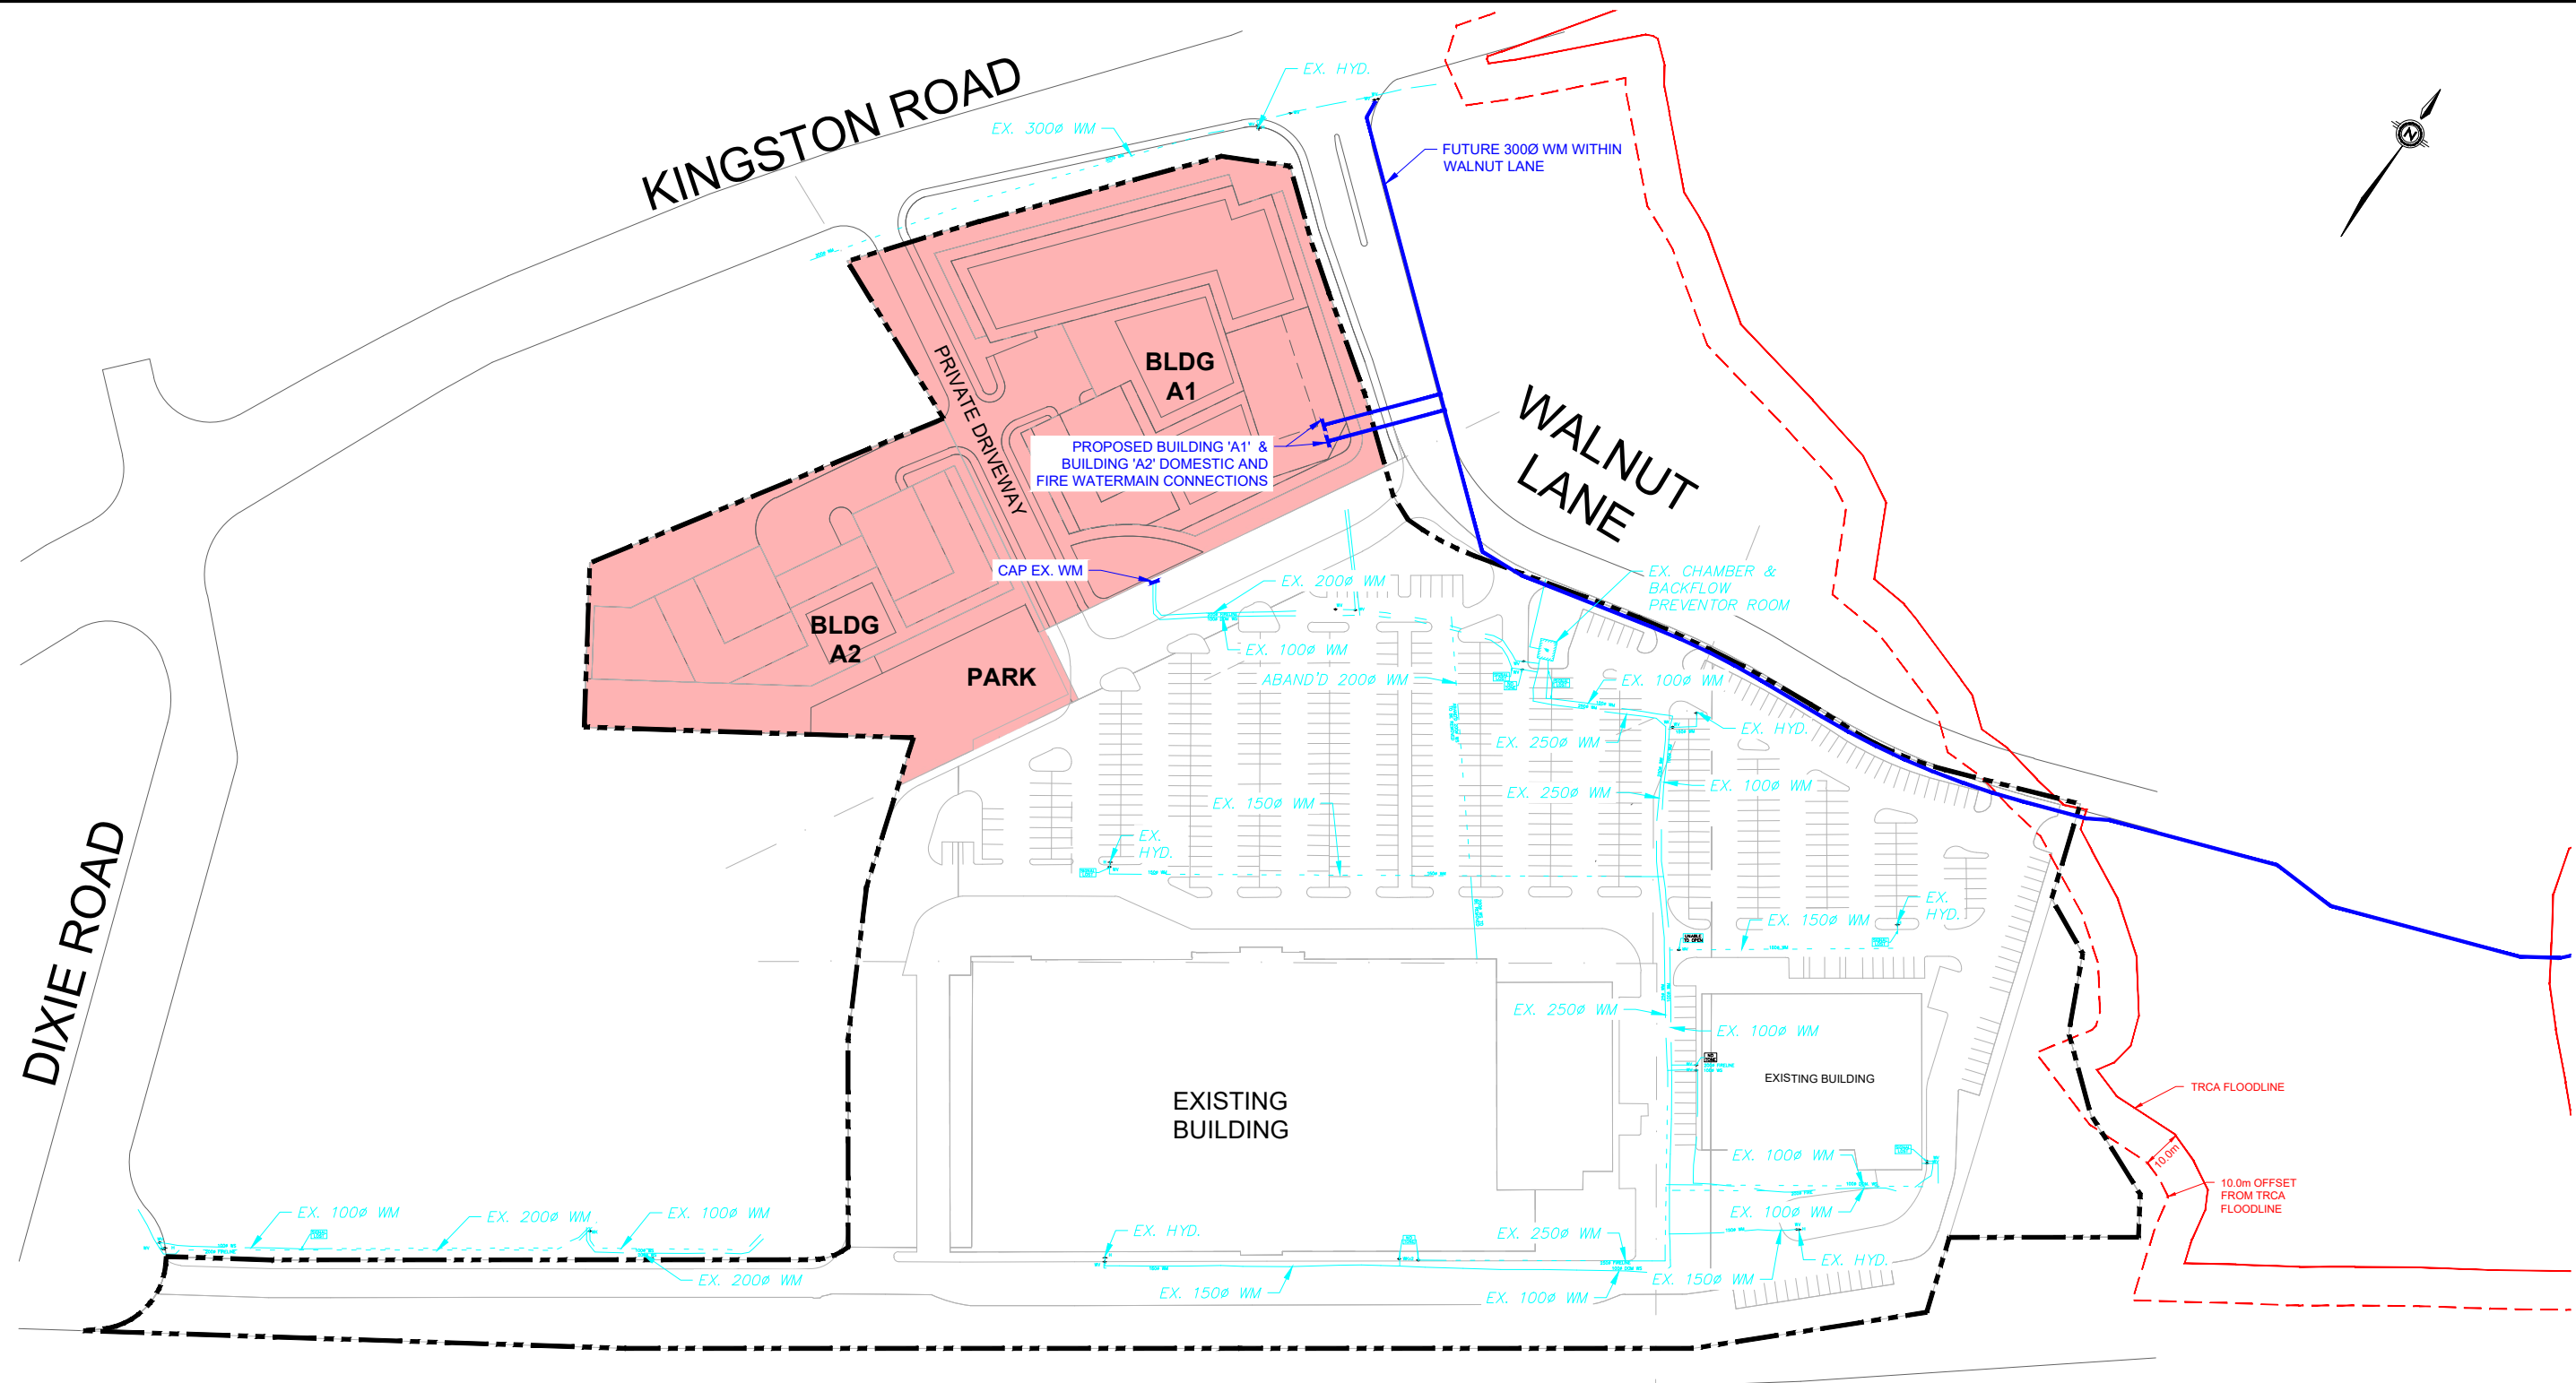 KINGSTON ROAD
EX. HYD.
EX. 300ø WM
FUTURE 300Ø WM WITHIN
WALNUT LANE
N
BLDG
A1
PRIVATE DRIVEWAY
WALNUT
LANE
PROPOSED BUILDING 'A1' &
BUILDING 'A2' DOMESTIC AND
FIRE WATERMAIN CONNECTIONS
CAP EX. WM
EX. 200ø WM
EX. CHAMBER &
BACKFLOW
PREVENTOR ROOM
BLDG
A2
PARK
EX. 100ø WM
ABAND'D 200ø WM
EX. 100ø WM
EX. HYD.
EX. 250ø WM
EX. 250ø WM
EX. 100ø WM
EX. 150ø WM
EX.
HYD.
DIXIE ROAD
EX.
HYD.
EX. 150ø WM
UNABLE
TO OPEN
EX. 250ø WM
EX. 100ø WM
EXISTING
BUILDING
EXISTING BUILDING
TRCA FLOODLINE
EX. 100ø WM
10.0m
10.0m OFFSET
FROM TRCA
FLOODLINE
EX. 100ø WM
EX. 100ø WM
EX. 200ø WM
EX. 100ø WM
EX. HYD.
EX. 250ø WM
EX. HYD.
EX. 200ø WM
EX. 150ø WM
EX. 150ø WM
EX. 100ø WM